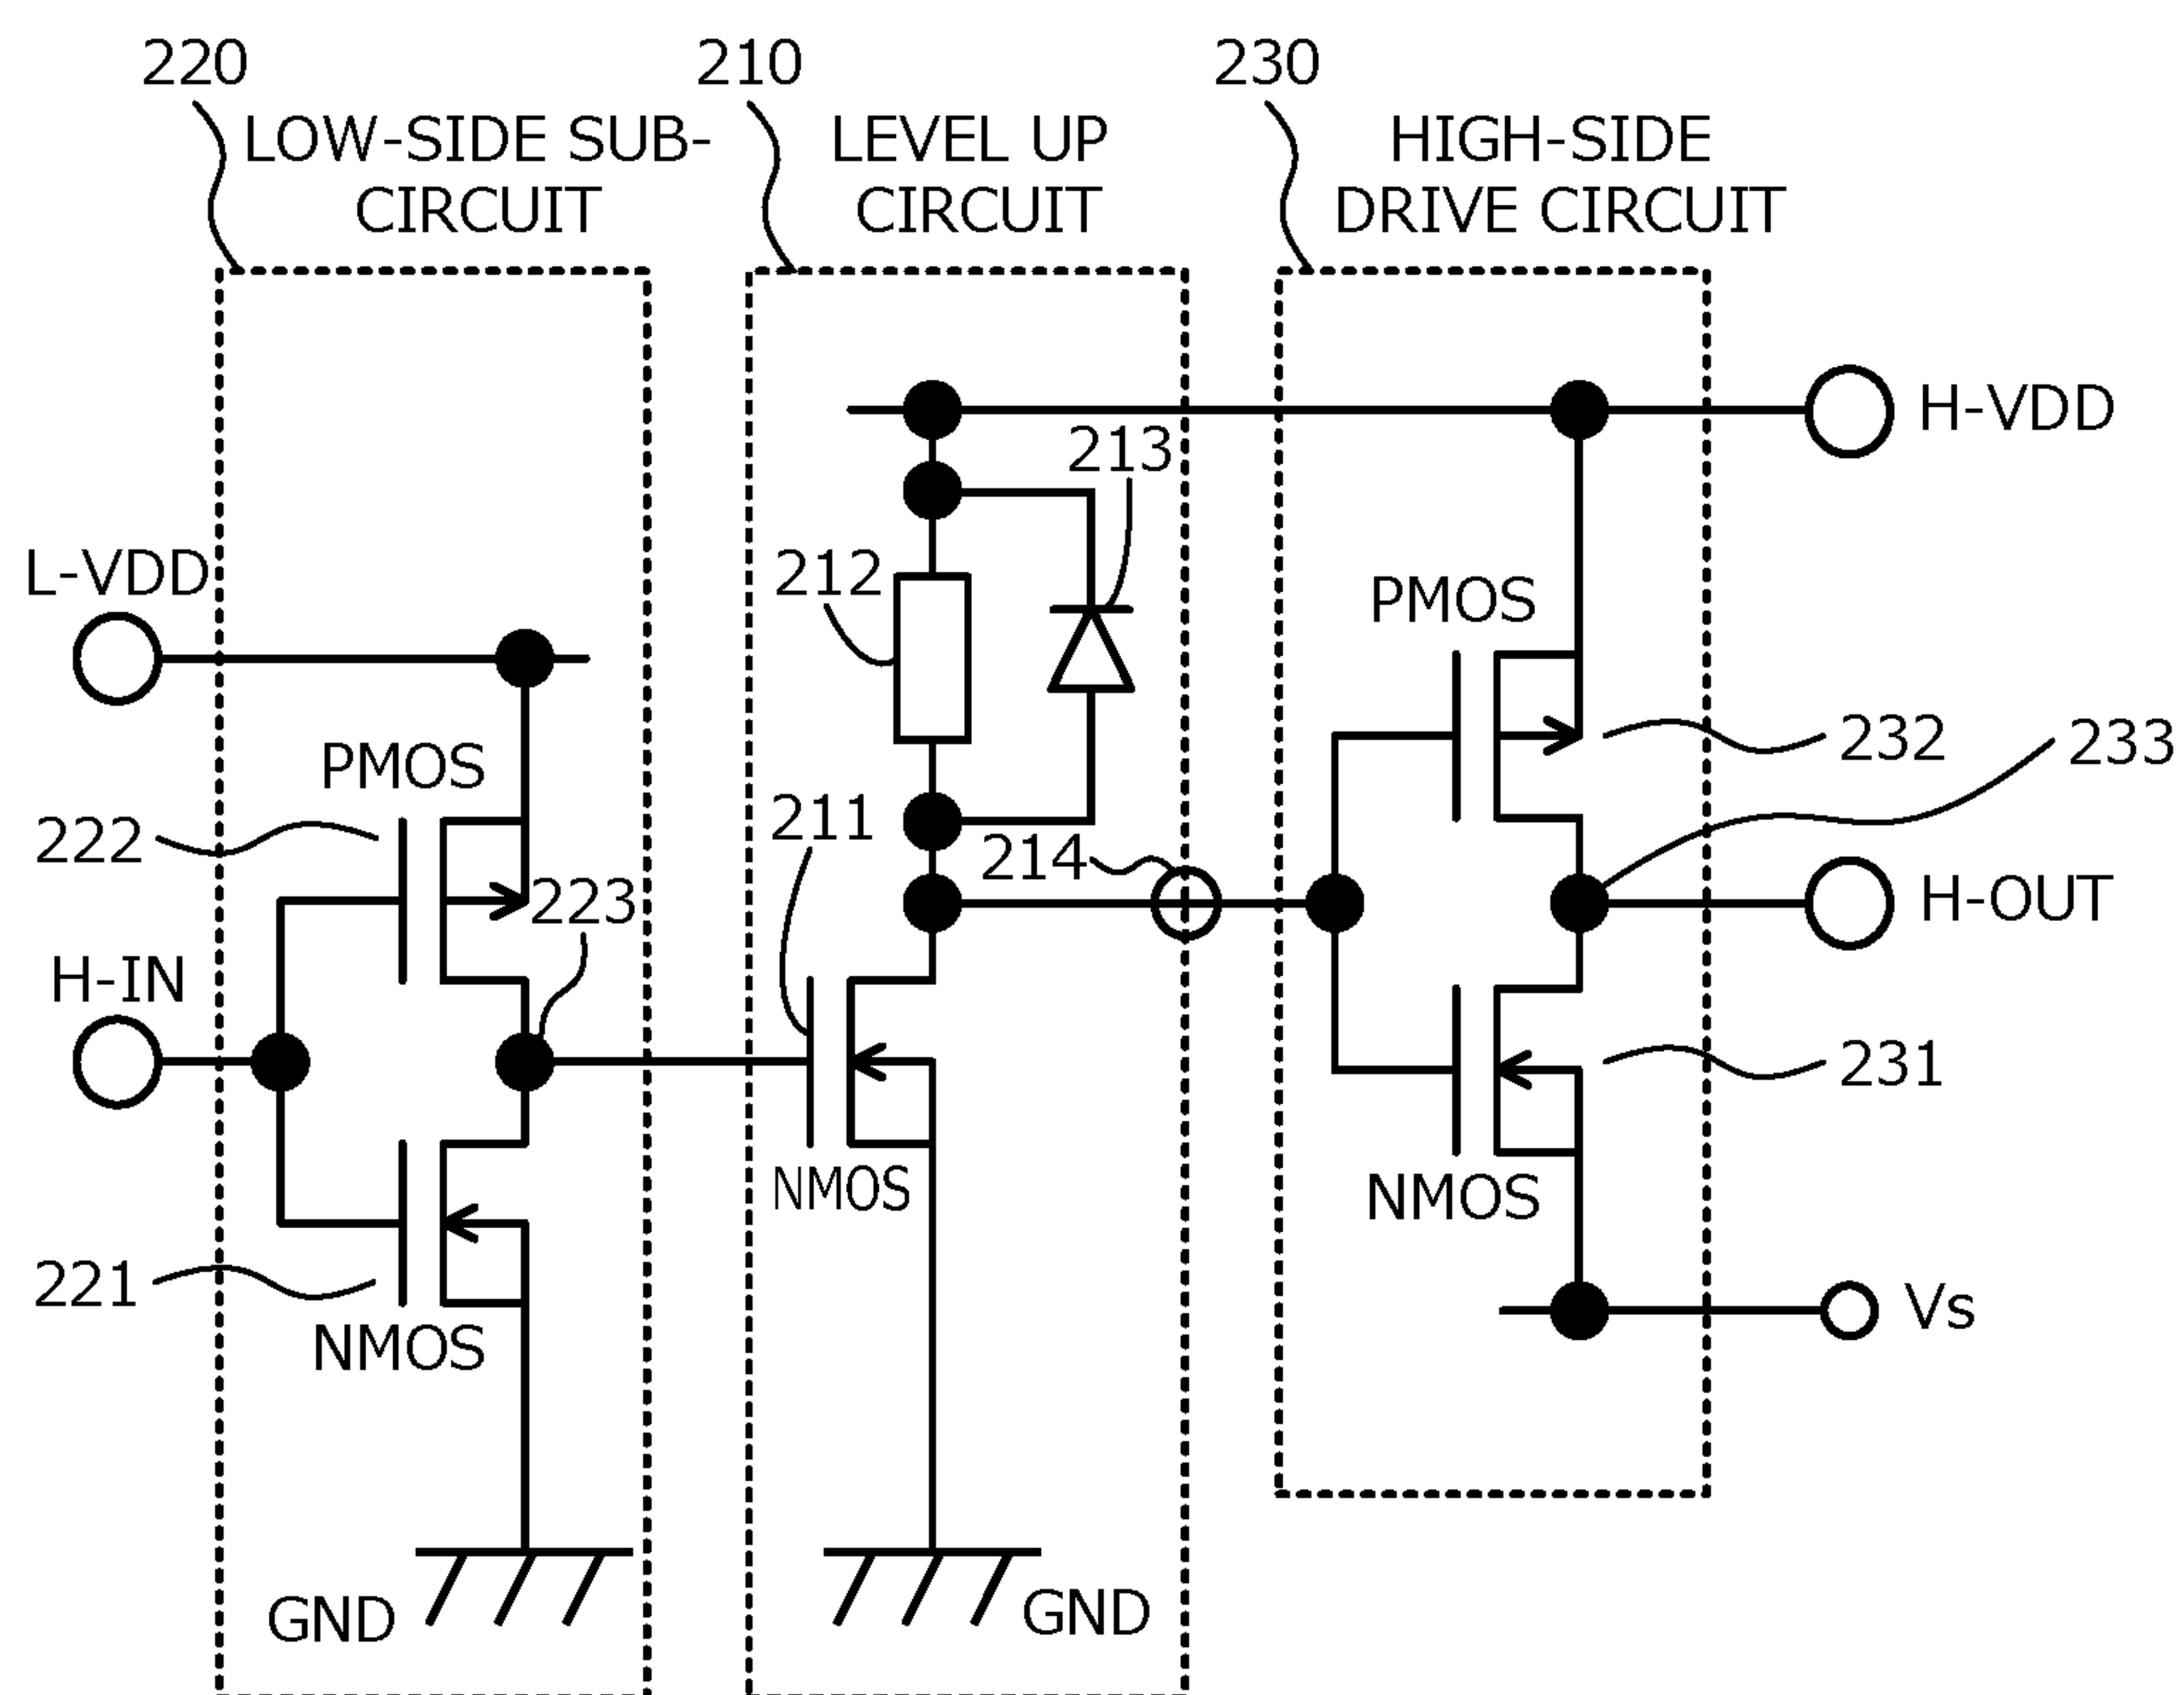 220
210
230
LOW-SIDE SUB-
CIRCUIT
LEVEL UP
CIRCUIT
HIGH-SIDE
DRIVE CIRCUIT
H-VDD
213
L-VDD
212
PMOS
232
233
PMOS
211
222
214
223
H-OUT
H-IN
231
NMOS
NMOS
221
NMOS
Vs
GND
GND